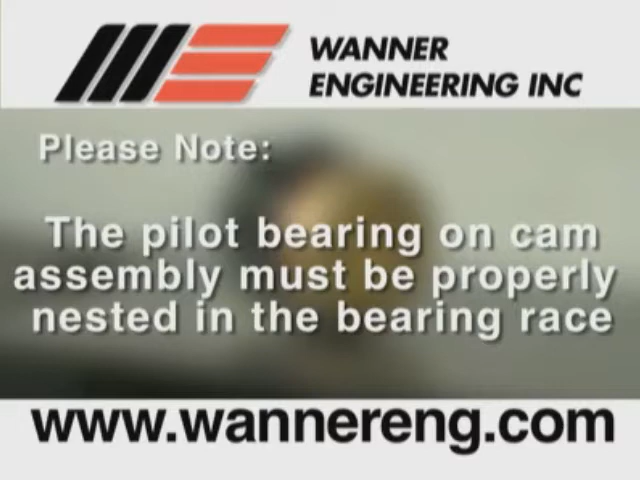 WANNER
ENGINEERING INC
Please Note:
The pilot bearing on cam
assembly must be properly
nested in the bearing race
www.wannereng.com